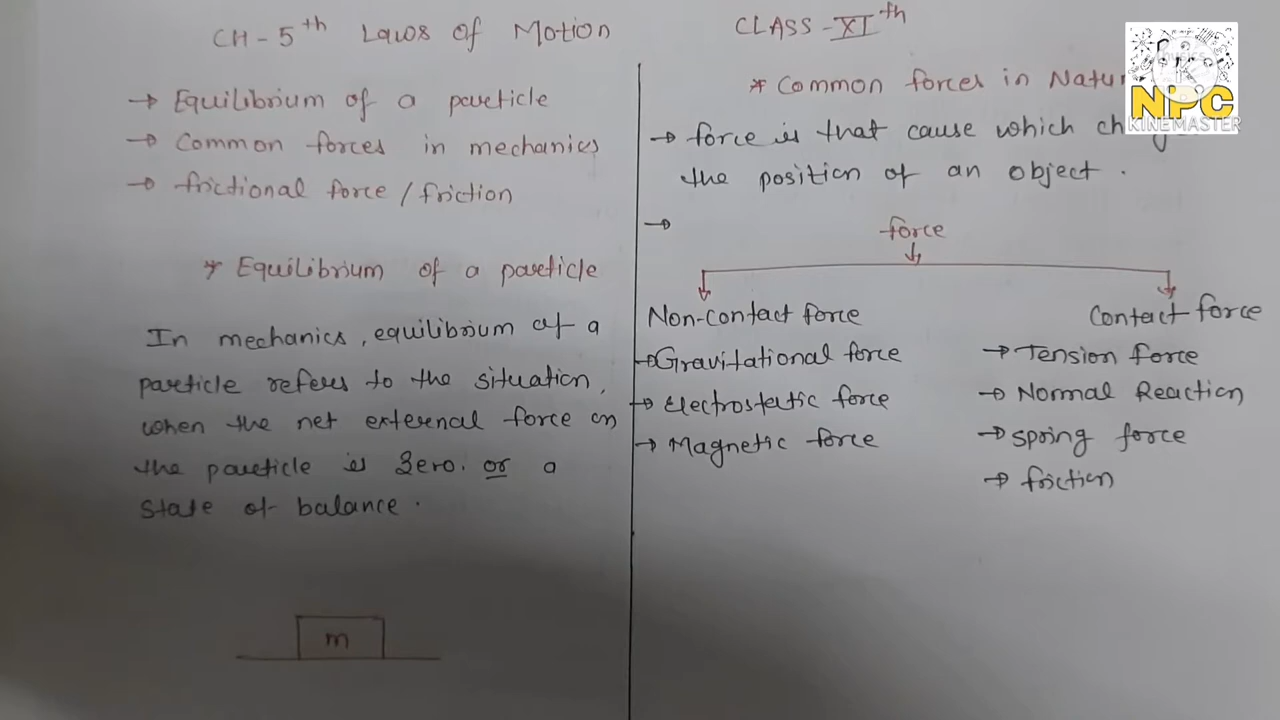 CH-5th Laws of Motion
CLASS-XIth
→ Equilibrium of a particle
→ Common forces in mechanics
→ frictional force / friction
* Equilibrium of a particle
In mechanics, equilibrium of a
particle refers to the situation,
when the net external force on
the particle is zero. or a
state of balance.
m
* Common forces in Natur
→ force is that cause which chang
the position of an object.
→
force
Non-contact force
→ Gravitational force
→ Electrostatic force
→ Magnetic force
Contact force
→ Tension force
→ Normal Reaction
→ spring force
→ friction
NPC
KINEMASTER